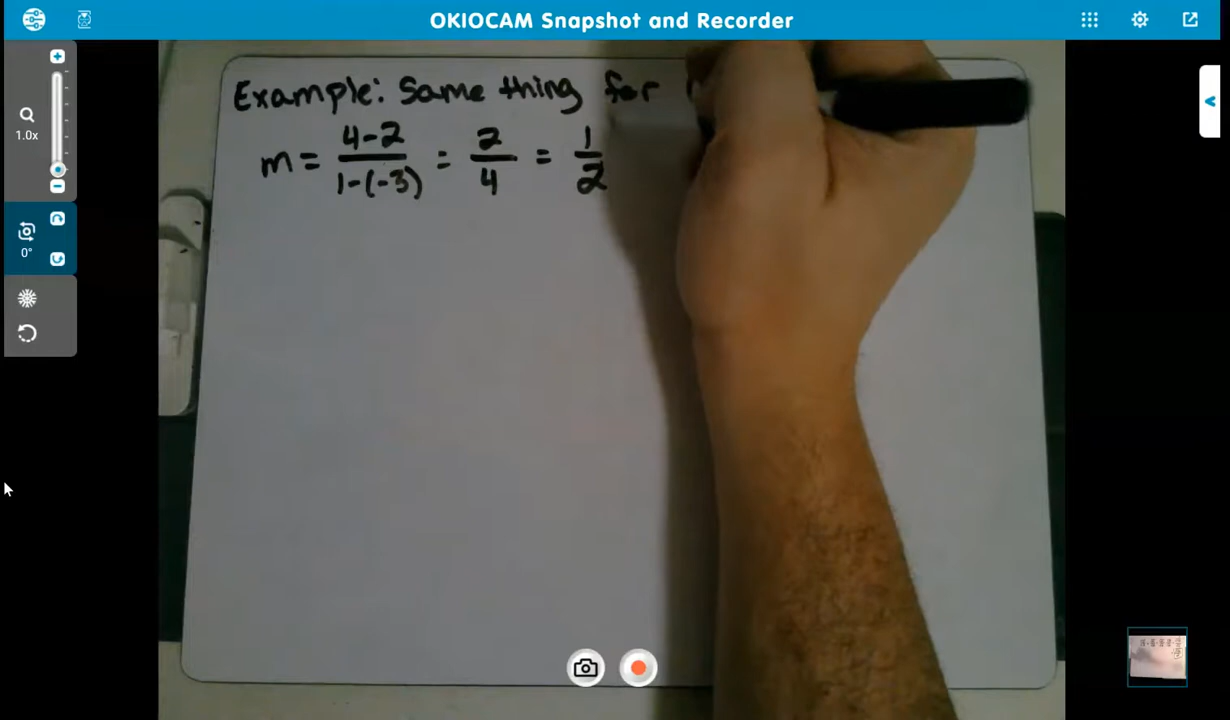 OKIOCAM Snapshot and Recorder
1.0x
0°
Example: Same thing for
m = 4-2 / 1-(-3) = 2/4 = 1/2